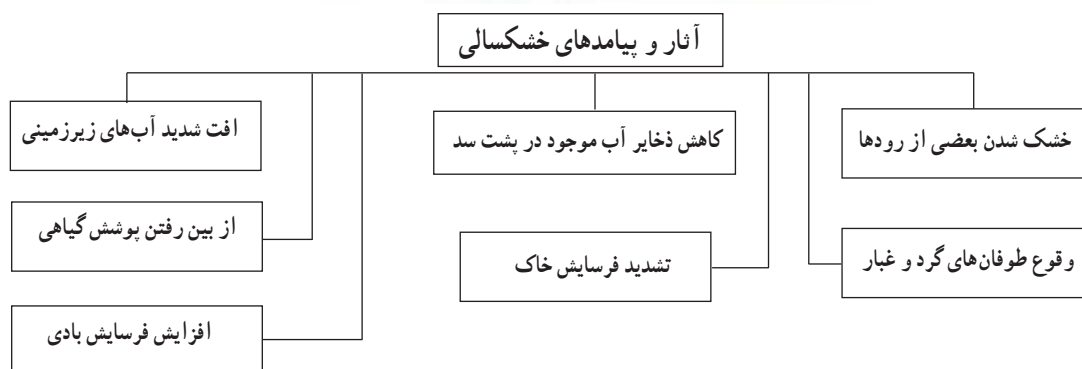 آثار و پیامدهای خشکسالی
خشک شدن بعضی از رودها
کاهش ذخایر آب موجود در پشت سد
افت شدید آب‌های زیرزمینی
وقوع طوفان‌های گرد و غبار
تشدید فرسایش خاک
از بین رفتن پوشش گیاهی
افزایش فرسایش بادی